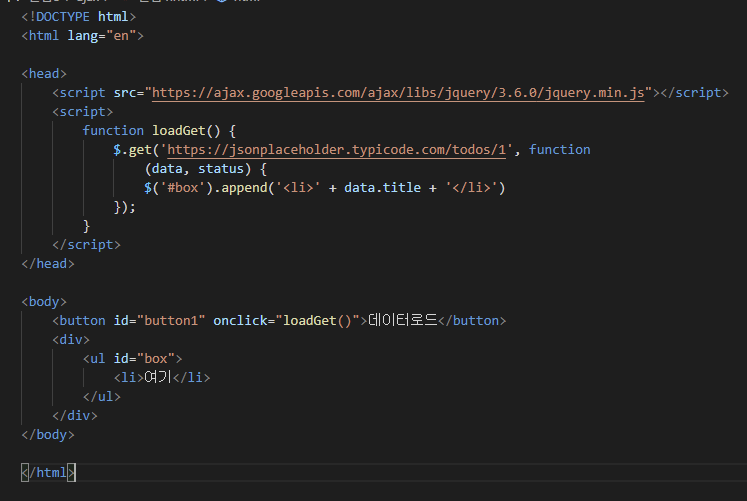 <!DOCTYPE html>
<html lang="en">
<head>
<script src="https://ajax.googleapis.com/ajax/libs/jquery/3.6.0/jquery.min.js"></script>
<script>
function loadGet() {
$.get('https://jsonplaceholder.typicode.com/todos/1', function
(data, status) {
$('#box').append('<li>' + data.title + '</li>')
});
}
</script>
</head>
<body>
<button id="button1" onclick="loadGet()">데이터로드</button>
<div>
<ul id="box">
<li>여기</li>
</ul>
</div>
</body>
</html>